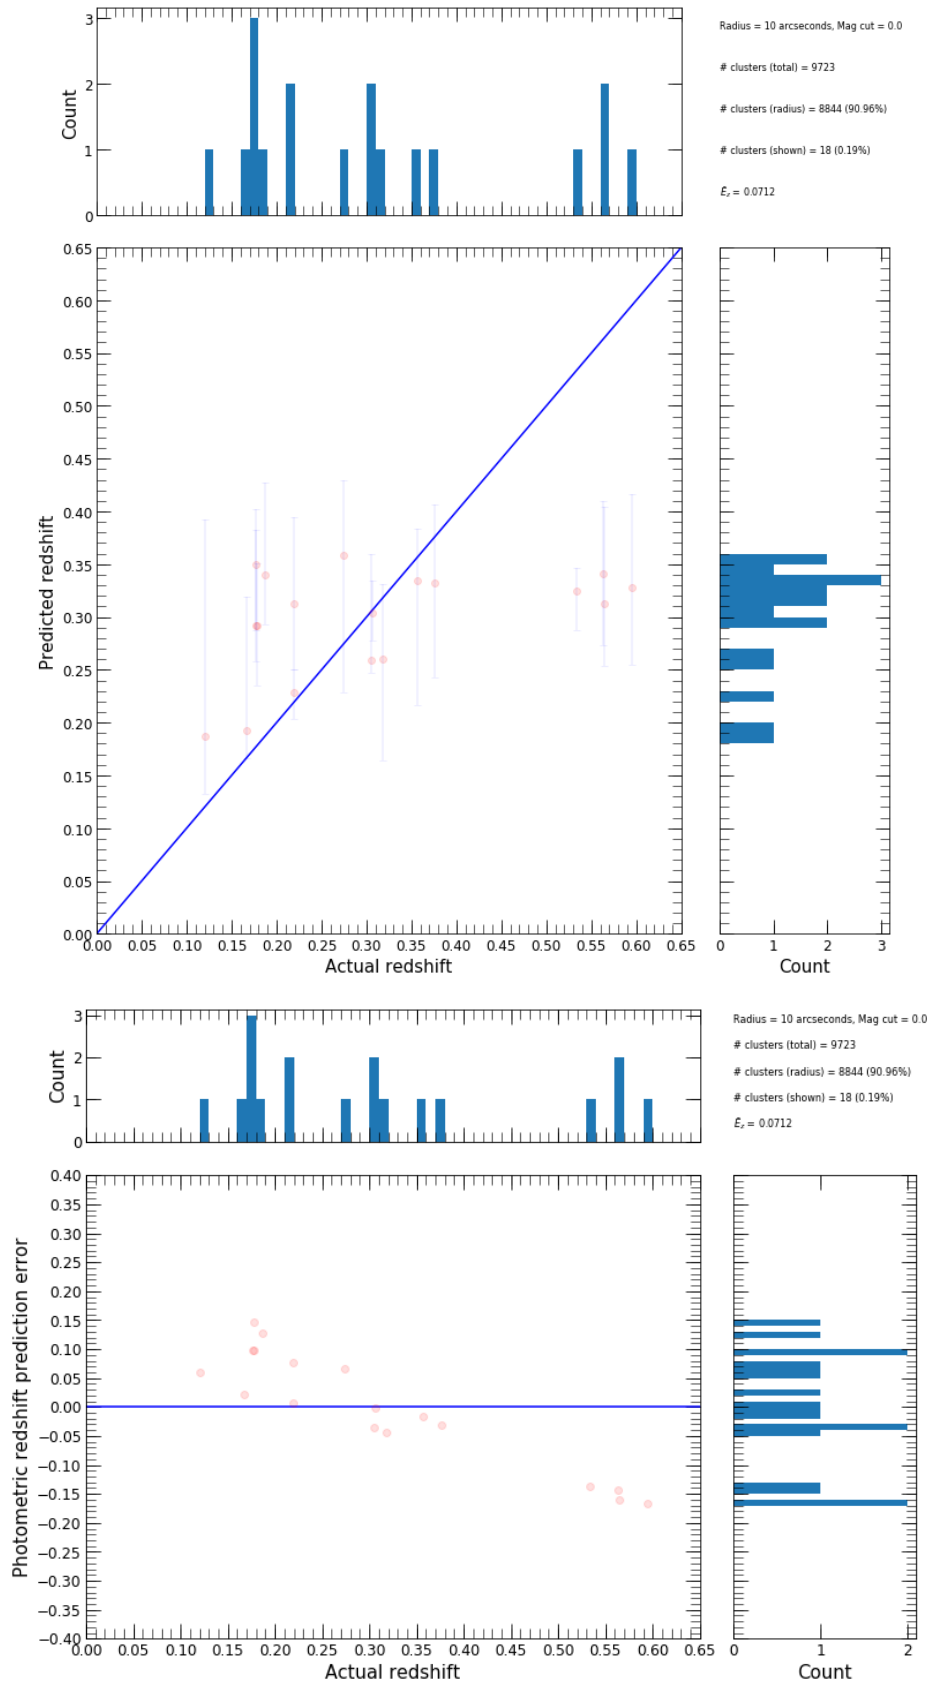 3
2
1
0
Count
Radius = 10 arcseconds, Mag cut = 0.0
# clusters (total) = 9723
# clusters (radius) = 8844 (90.96%)
# clusters (shown) = 18 (0.19%)
Ē_z = 0.0712
0.65
0.60
0.55
0.50
0.45
0.40
0.35
0.30
0.25
0.20
0.15
0.10
0.05
0.00
Predicted redshift
0.00 0.05 0.10 0.15 0.20 0.25 0.30 0.35 0.40 0.45 0.50 0.55 0.60 0.65
Actual redshift
0 1 2 3
Count
3
2
1
0
Count
Radius = 10 arcseconds, Mag cut = 0.0
# clusters (total) = 9723
# clusters (radius) = 8844 (90.96%)
# clusters (shown) = 18 (0.19%)
Ē_z = 0.0712
0.40
0.35
0.30
0.25
0.20
0.15
0.10
0.05
0.00
−0.05
−0.10
−0.15
−0.20
−0.25
−0.30
−0.35
−0.40
Photometric redshift prediction error
0.00 0.05 0.10 0.15 0.20 0.25 0.30 0.35 0.40 0.45 0.50 0.55 0.60 0.65
Actual redshift
0 1 2
Count